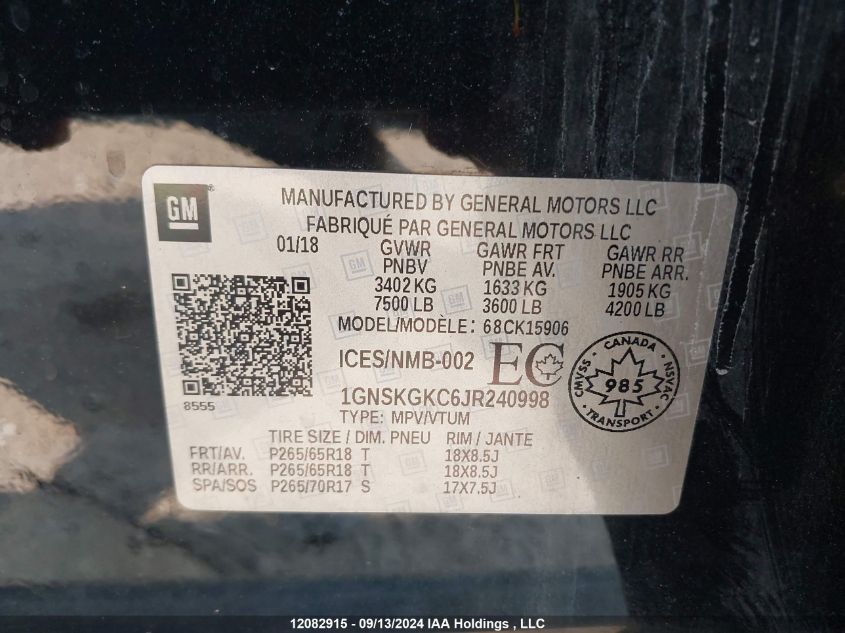 GM
MANUFACTURED BY GENERAL MOTORS LLC
FABRIQUÉ PAR GENERAL MOTORS LLC
01/18 GVWR GAWR FRT GAWR RR
PNBV PNBE AV. PNBE ARR.
3402 KG 1633 KG 1905 KG
7500 LB 3600 LB 4200 LB
MODEL/MODÈLE: 68CK15906
ICES/NMB-002 EC
CANADA
CMVSS 985 NSVAC
TRANSPORT
8555
1GNSKGKC6JR240998
TYPE: MPV/VTUM
TIRE SIZE / DIM. PNEU RIM / JANTE
FRT/AV. P265/65R18 T 18X8.5J
RR/ARR. P265/65R18 T 18X8.5J
SPA/SOS P265/70R17 S 17X7.5J
12082915 - 09/13/2024 IAA Holdings , LLC